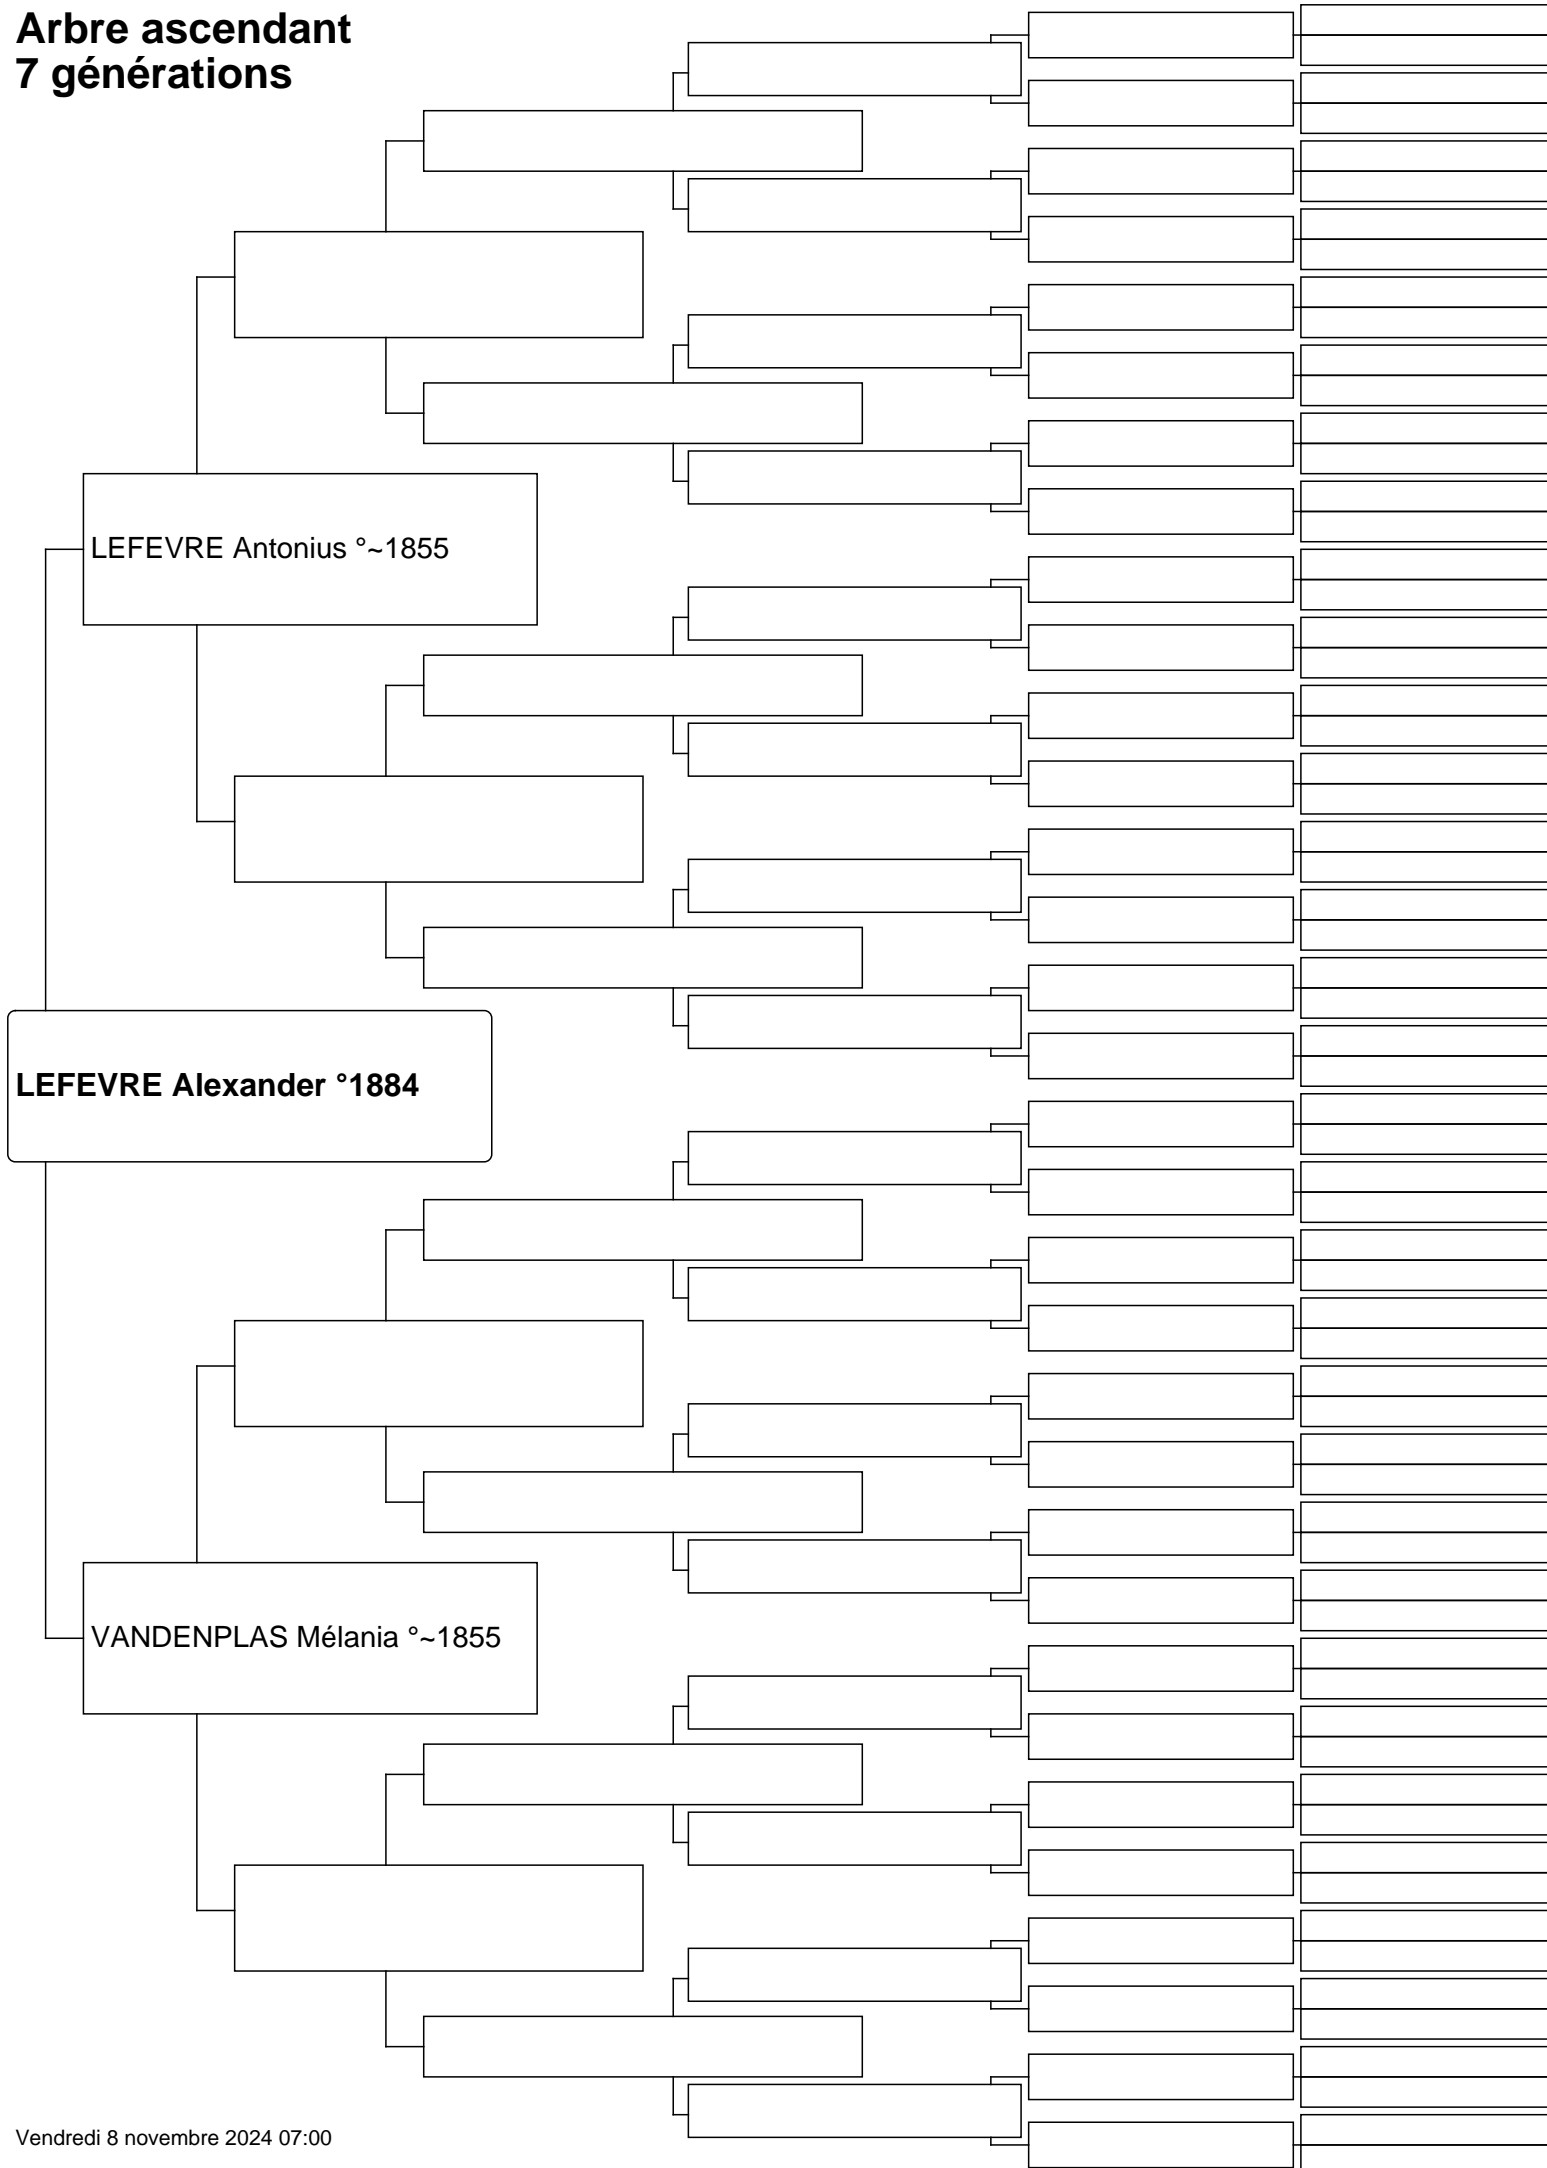 Arbre ascendant
7 générations
LEFEVRE Antonius °~1855
LEFEVRE Alexander °1884
VANDENPLAS Mélania °~1855
Vendredi 8 novembre 2024 07:00